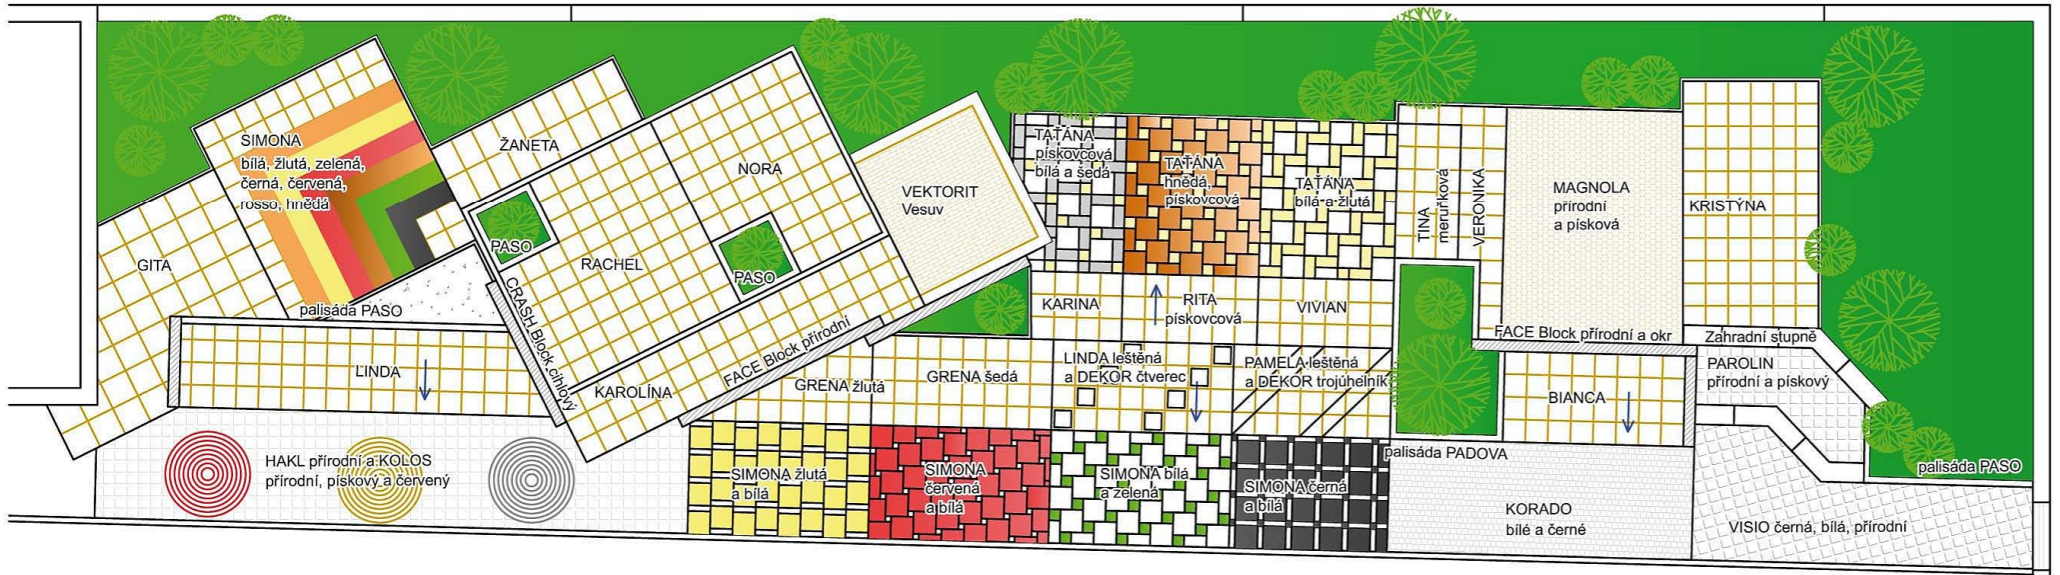 SIMONA
bílá, žlutá, zelená,
černá, červená,
rosso, hnědá
ŽANETA
NORA
VEKTORIT
Vesuv
TAŤÁNA
pískovcová
bílá a šedá
TAŤÁNA
hnědá,
pískovcová
TAŤÁNA
bílá a žlutá
TINA
meruňková
VERONIKA
MAGNOLA
přírodní
a písková
KRISTÝNA
GITA
PASO
RACHEL
PASO
palisáda PASO
CRASH Block cihlový
KARINA
RITA
pískovcová
VIVIAN
FACE Block přírodní a okr
Zahradní stupně
LINDA
KAROLÍNA
FACE Block přírodní
GRENA žlutá
GRENA šedá
LINDA leštěná
a DEKOR čtverec
PAMELA leštěná
a DEKOR trojúhelník
BIANCA
PAROLIN
přírodní a pískový
HAKL přírodní a KOLOS
přírodní, pískový a červený
SIMONA žlutá
a bílá
SIMONA
červená
a bílá
SIMONA bílá
a zelená
SIMONA černá
a bílá
palisáda PADOVA
KORADO
bílé a černé
palisáda PASO
VISIO černá, bílá, přírodní